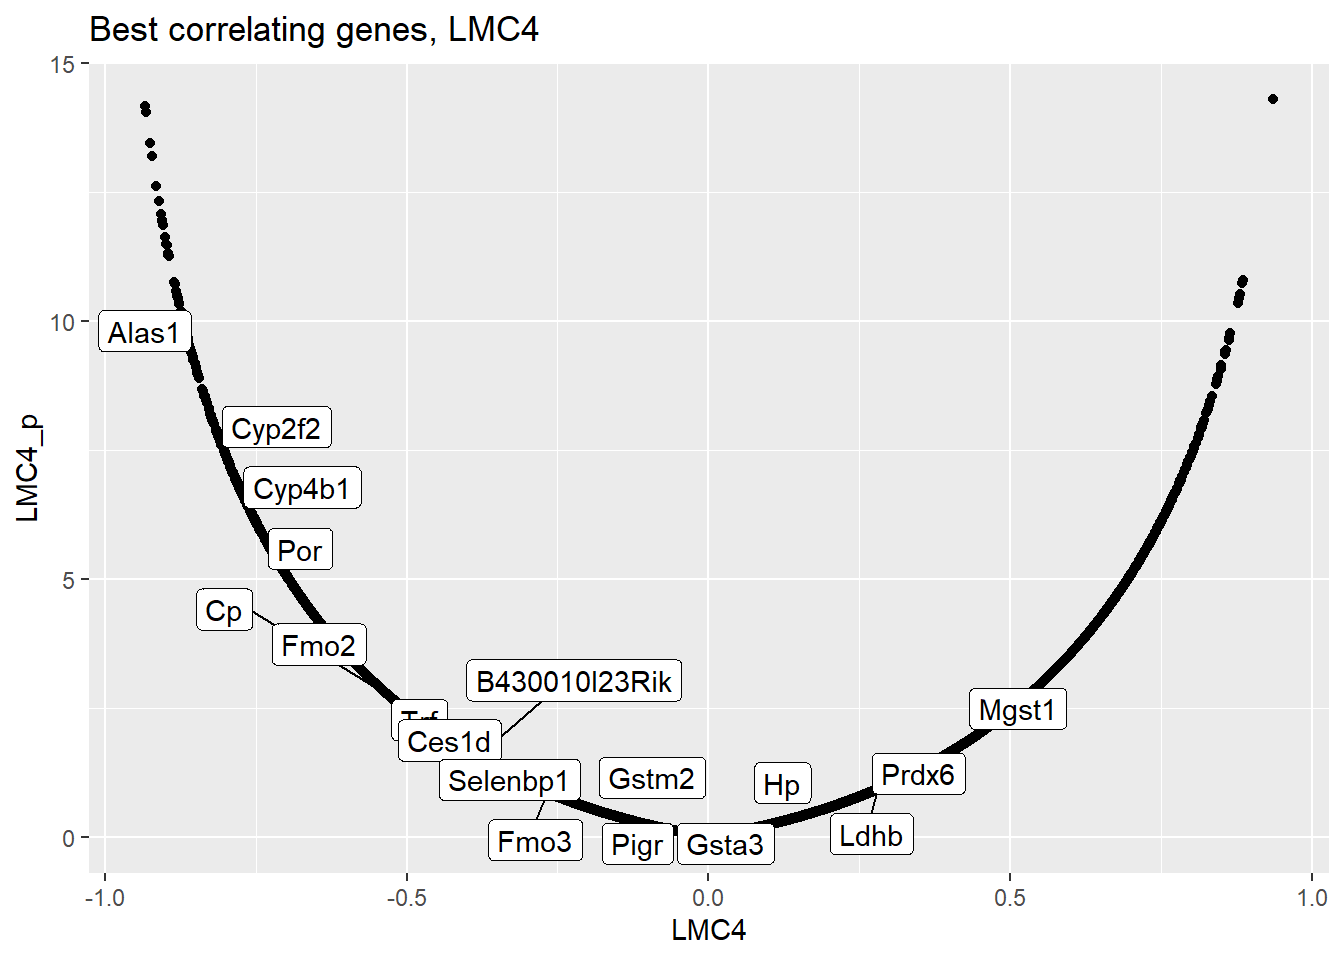 Best correlating genes, LMC4
15
10
5
0
LMC4_p
Alas1
Cyp2f2
Cyp4b1
Por
Cp
Fmo2
B430010I23Rik
Trf
Ces1d
Mgst1
Selenbp1
Gstm2
Hp
Prdx6
Fmo3
Pigr
Gsta3
Ldhb
-1.0 -0.5 0.0 0.5 1.0
LMC4